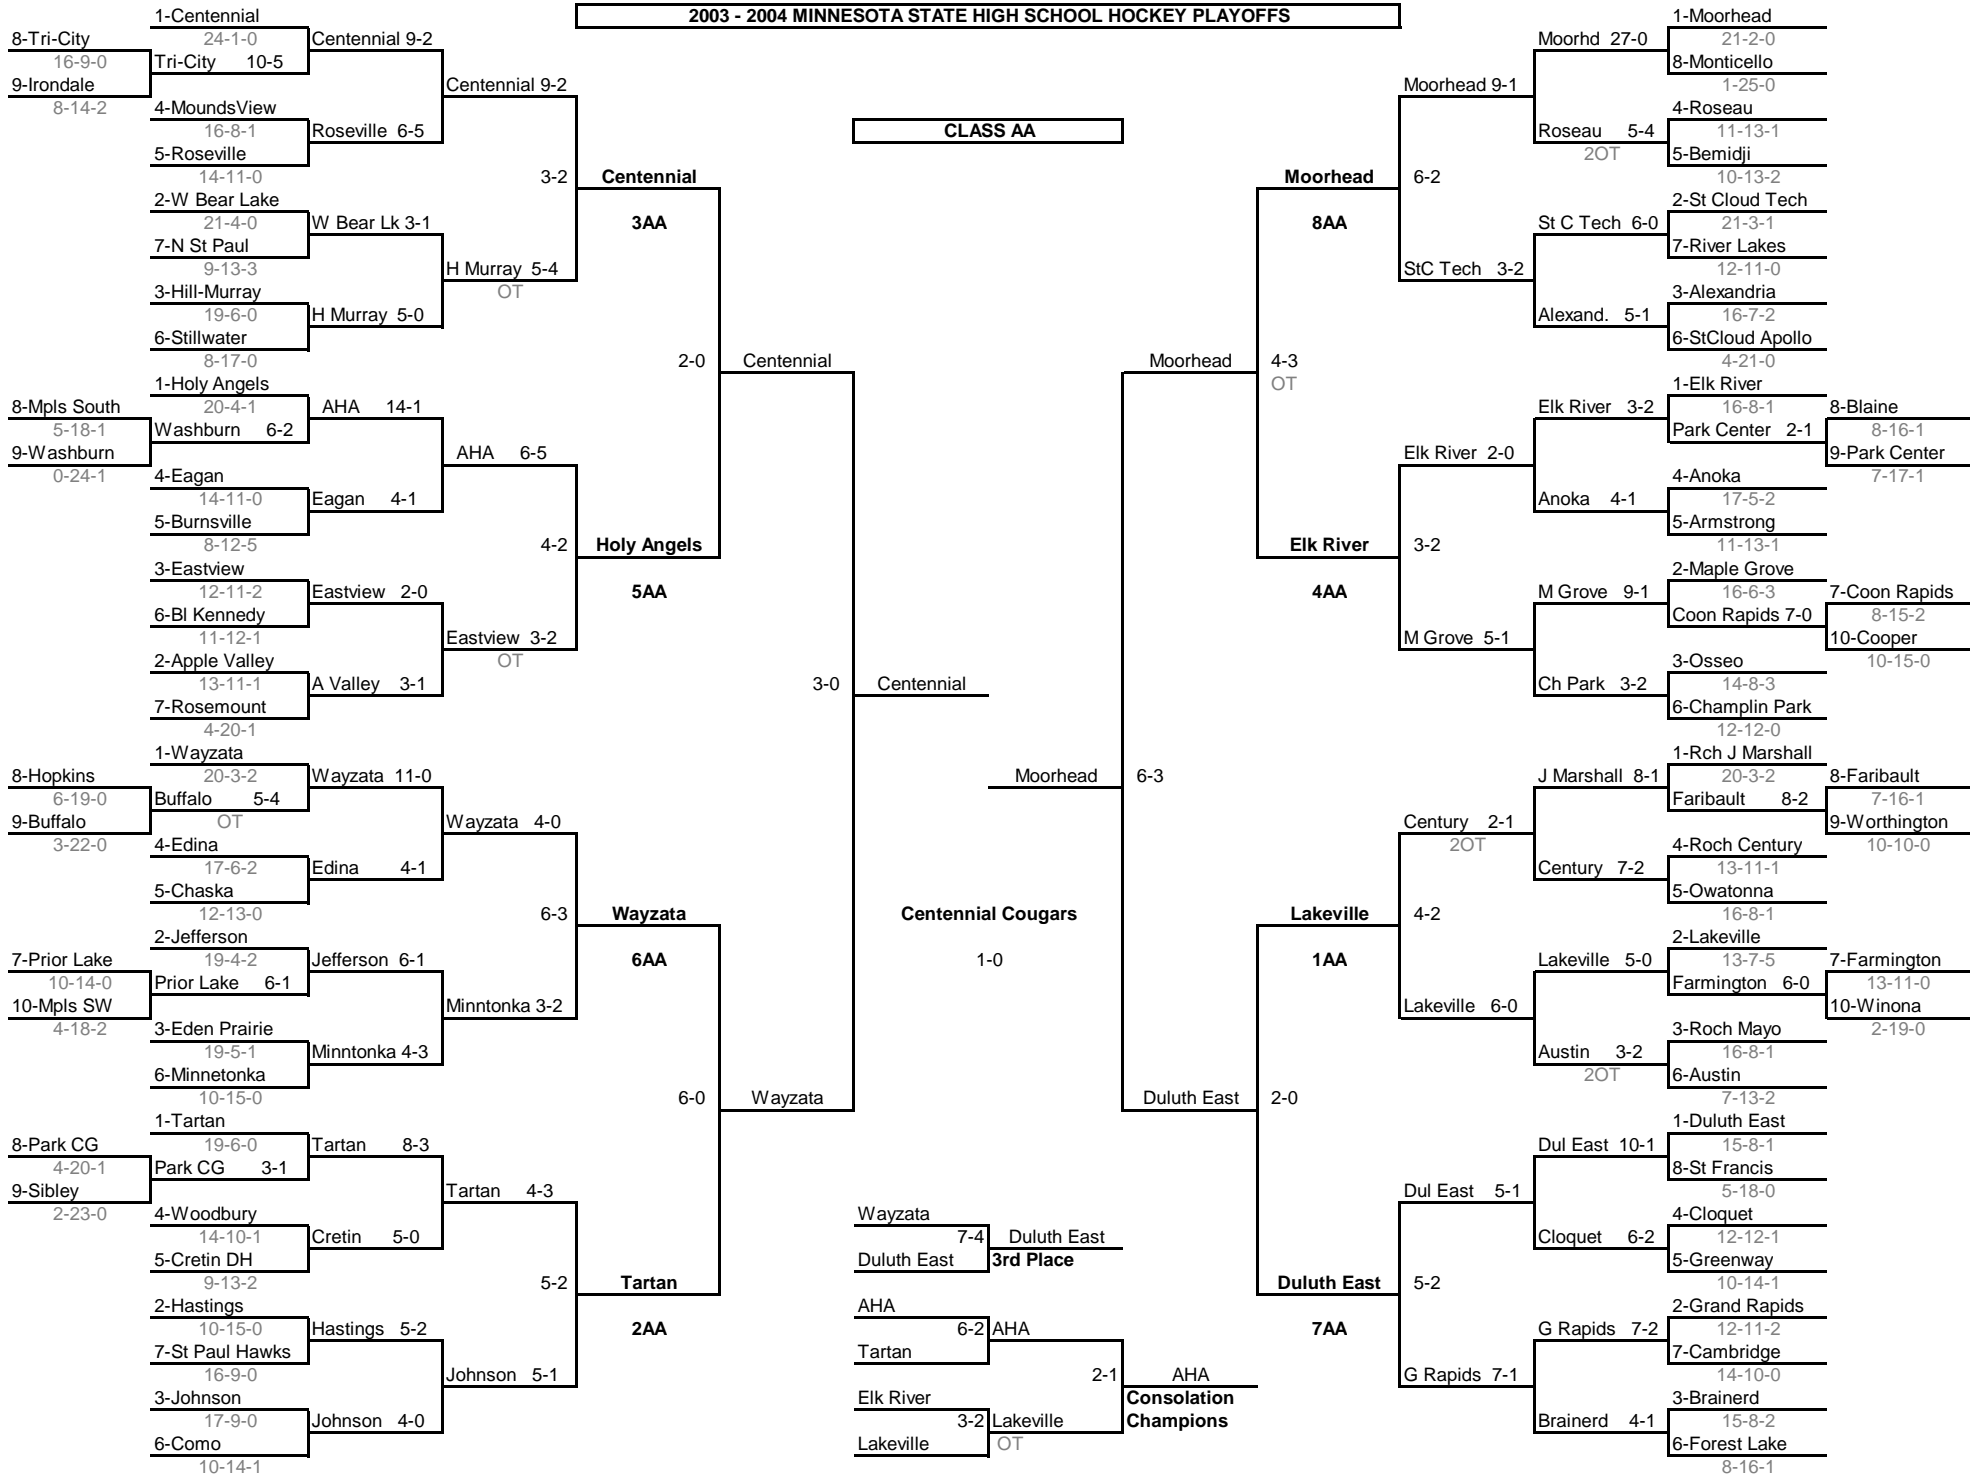 2003 - 2004 MINNESOTA STATE HIGH SCHOOL HOCKEY PLAYOFFS
CLASS AA
8-Tri-City
16-9-0
9-Irondale
8-14-2
8-Mpls South
5-18-1
9-Washburn
0-24-1
8-Hopkins
6-19-0
9-Buffalo
3-22-0
7-Prior Lake
10-14-0
10-Mpls SW
4-18-2
8-Park CG
4-20-1
9-Sibley
2-23-0
1-Centennial
24-1-0
Tri-City 10-5
4-MoundsView
16-8-1
5-Roseville
14-11-0
2-W Bear Lake
21-4-0
7-N St Paul
9-13-3
3-Hill-Murray
19-6-0
6-Stillwater
8-17-0
1-Holy Angels
20-4-1
Washburn 6-2
4-Eagan
14-11-0
5-Burnsville
8-12-5
3-Eastview
12-11-2
6-Bl Kennedy
11-12-1
2-Apple Valley
13-11-1
7-Rosemount
4-20-1
1-Wayzata
20-3-2
Buffalo 5-4
OT
4-Edina
17-6-2
5-Chaska
12-13-0
2-Jefferson
19-4-2
Prior Lake 6-1
3-Eden Prairie
19-5-1
6-Minnetonka
10-15-0
1-Tartan
19-6-0
Park CG 3-1
4-Woodbury
14-10-1
5-Cretin DH
9-13-2
2-Hastings
10-15-0
7-St Paul Hawks
16-9-0
3-Johnson
17-9-0
6-Como
10-14-1
Centennial 9-2
Roseville 6-5
W Bear Lk 3-1
H Murray 5-0
AHA 14-1
Eagan 4-1
Eastview 2-0
A Valley 3-1
Wayzata 11-0
Edina 4-1
Jefferson 6-1
Minntonka 4-3
Tartan 8-3
Cretin 5-0
Hastings 5-2
Johnson 4-0
Centennial 9-2
H Murray 5-4
OT
AHA 6-5
Eastview 3-2
OT
Wayzata 4-0
Minntonka 3-2
Tartan 4-3
Johnson 5-1
3-2
Centennial
3AA
4-2
Holy Angels
5AA
6-3
Wayzata
6AA
5-2
Tartan
2AA
2-0
Centennial
6-0
Wayzata
3-0
Centennial
Centennial Cougars
1-0
Moorhead
6-3
Wayzata
7-4
Duluth East
Duluth East
3rd Place
AHA
6-2
AHA
Tartan
2-1
AHA
Consolation
Champions
Elk River
3-2
Lakeville
Lakeville
OT
Moorhead
4-3
OT
Duluth East
2-0
Moorhead
6-2
8AA
Elk River
3-2
4AA
Lakeville
4-2
1AA
Duluth East
5-2
7AA
Moorhead 9-1
StC Tech 3-2
Elk River 2-0
M Grove 5-1
Century 2-1
2OT
Lakeville 6-0
Dul East 5-1
G Rapids 7-1
Moorhd 27-0
Roseau 5-4
2OT
St C Tech 6-0
Alexand. 5-1
Elk River 3-2
Anoka 4-1
M Grove 9-1
Ch Park 3-2
J Marshall 8-1
Century 7-2
Lakeville 5-0
Austin 3-2
2OT
Dul East 10-1
Cloquet 6-2
G Rapids 7-2
Brainerd 4-1
1-Moorhead
21-2-0
8-Monticello
1-25-0
4-Roseau
11-13-1
5-Bemidji
10-13-2
2-St Cloud Tech
21-3-1
7-River Lakes
12-11-0
3-Alexandria
16-7-2
6-StCloud Apollo
4-21-0
1-Elk River
16-8-1
Park Center 2-1
4-Anoka
17-5-2
5-Armstrong
11-13-1
2-Maple Grove
16-6-3
Coon Rapids 7-0
3-Osseo
14-8-3
6-Champlin Park
12-12-0
1-Rch J Marshall
20-3-2
Faribault 8-2
4-Roch Century
13-11-1
5-Owatonna
16-8-1
2-Lakeville
13-7-5
Farmington 6-0
3-Roch Mayo
16-8-1
6-Austin
7-13-2
1-Duluth East
15-8-1
8-St Francis
5-18-0
4-Cloquet
12-12-1
5-Greenway
10-14-1
2-Grand Rapids
12-11-2
7-Cambridge
14-10-0
3-Brainerd
15-8-2
6-Forest Lake
8-16-1
8-Blaine
8-16-1
9-Park Center
7-17-1
7-Coon Rapids
8-15-2
10-Cooper
10-15-0
8-Faribault
7-16-1
9-Worthington
10-10-0
7-Farmington
13-11-0
10-Winona
2-19-0